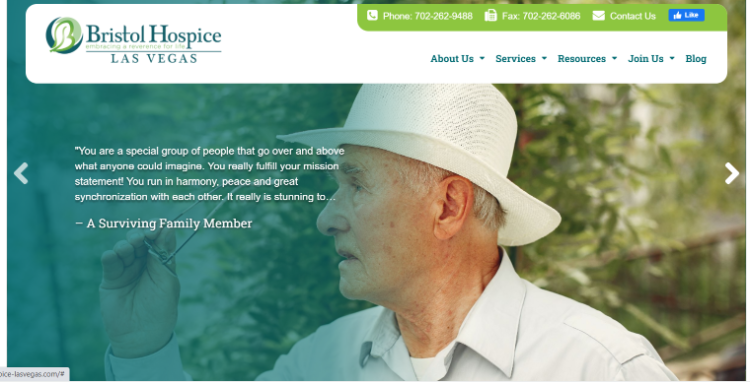 Phone: 702-262-9488 Fax: 702-262-6086 Contact Us Like
Bristol Hospice
embracing a reverence for life
LAS VEGAS
About Us Services Resources Join Us Blog
"You are a special group of people that go over and above
what anyone could imagine. You really fulfill your mission
statement! You run in harmony, peace and great
synchronization with each other. It really is stunning to...
– A Surviving Family Member
ice-lasvegas.com/#